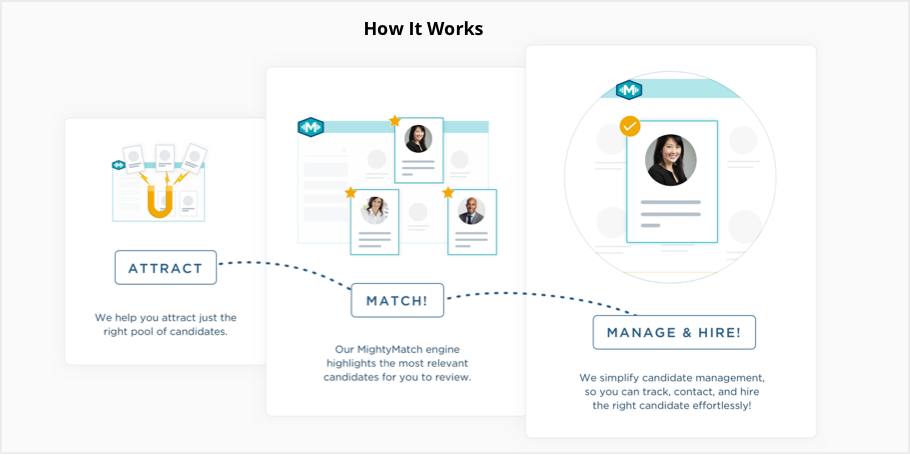 How It Works
ATTRACT
We help you attract just the
right pool of candidates.
MATCH!
Our MightyMatch engine
highlights the most relevant
candidates for you to review.
MANAGE & HIRE!
We simplify candidate management,
so you can track, contact, and hire
the right candidate effortlessly!